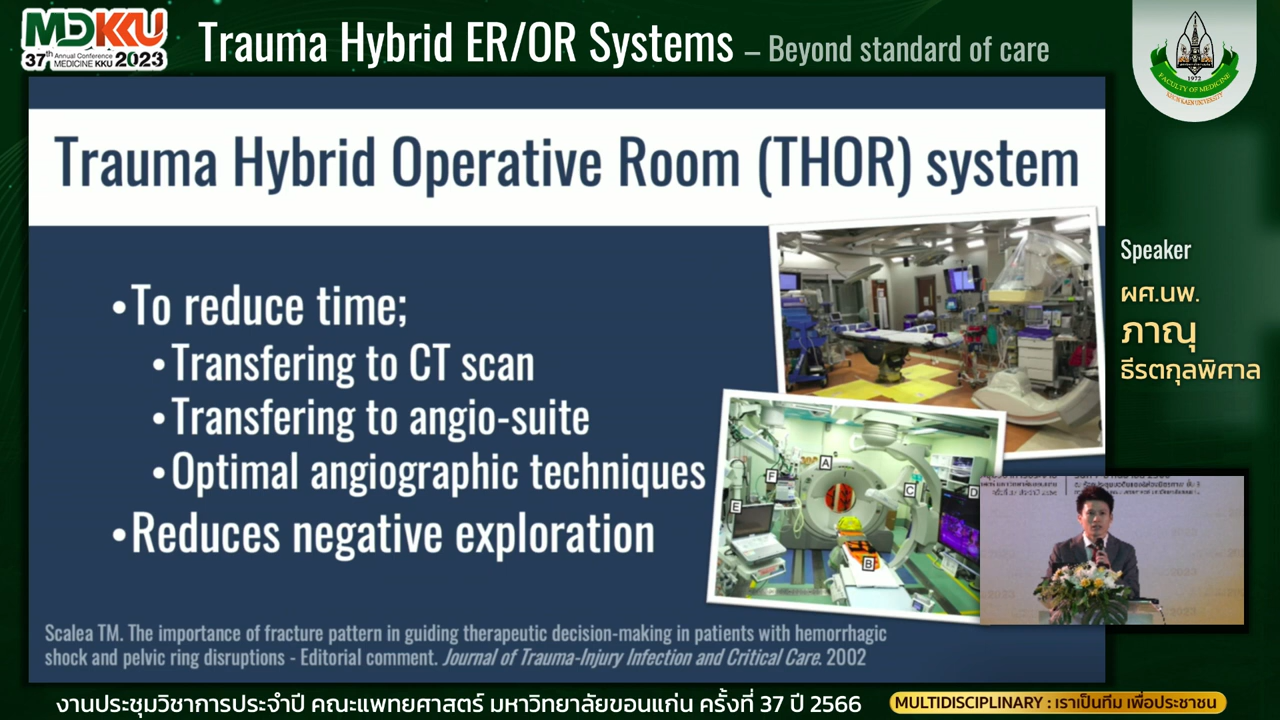 MDKKU
37th Annual Conference
MEDICINE KKU 2023
Trauma Hybrid ER/OR Systems – Beyond standard of care
1972
FACULTY OF MEDICINE
KHON KAEN UNIVERSITY
Trauma Hybrid Operative Room (THOR) system
•To reduce time;
•Transfering to CT scan
•Transfering to angio-suite
•Optimal angiographic techniques
•Reduces negative exploration
A
F
C
D
E
B
Scalea TM. The importance of fracture pattern in guiding therapeutic decision-making in patients with hemorrhagic
shock and pelvic ring disruptions - Editorial comment. Journal of Trauma-Injury Infection and Critical Care. 2002
Speaker
ผศ.นพ.
ภาณุ
ธีรตกุลพิศาล
งานประชุมวิชาการประจำปี คณะแพทยศาสตร์ มหาวิทยาลัยขอนแก่น ครั้งที่ 37 ปี 2566
MULTIDISCIPLINARY : เราเป็นทีม เพื่อประชาชน